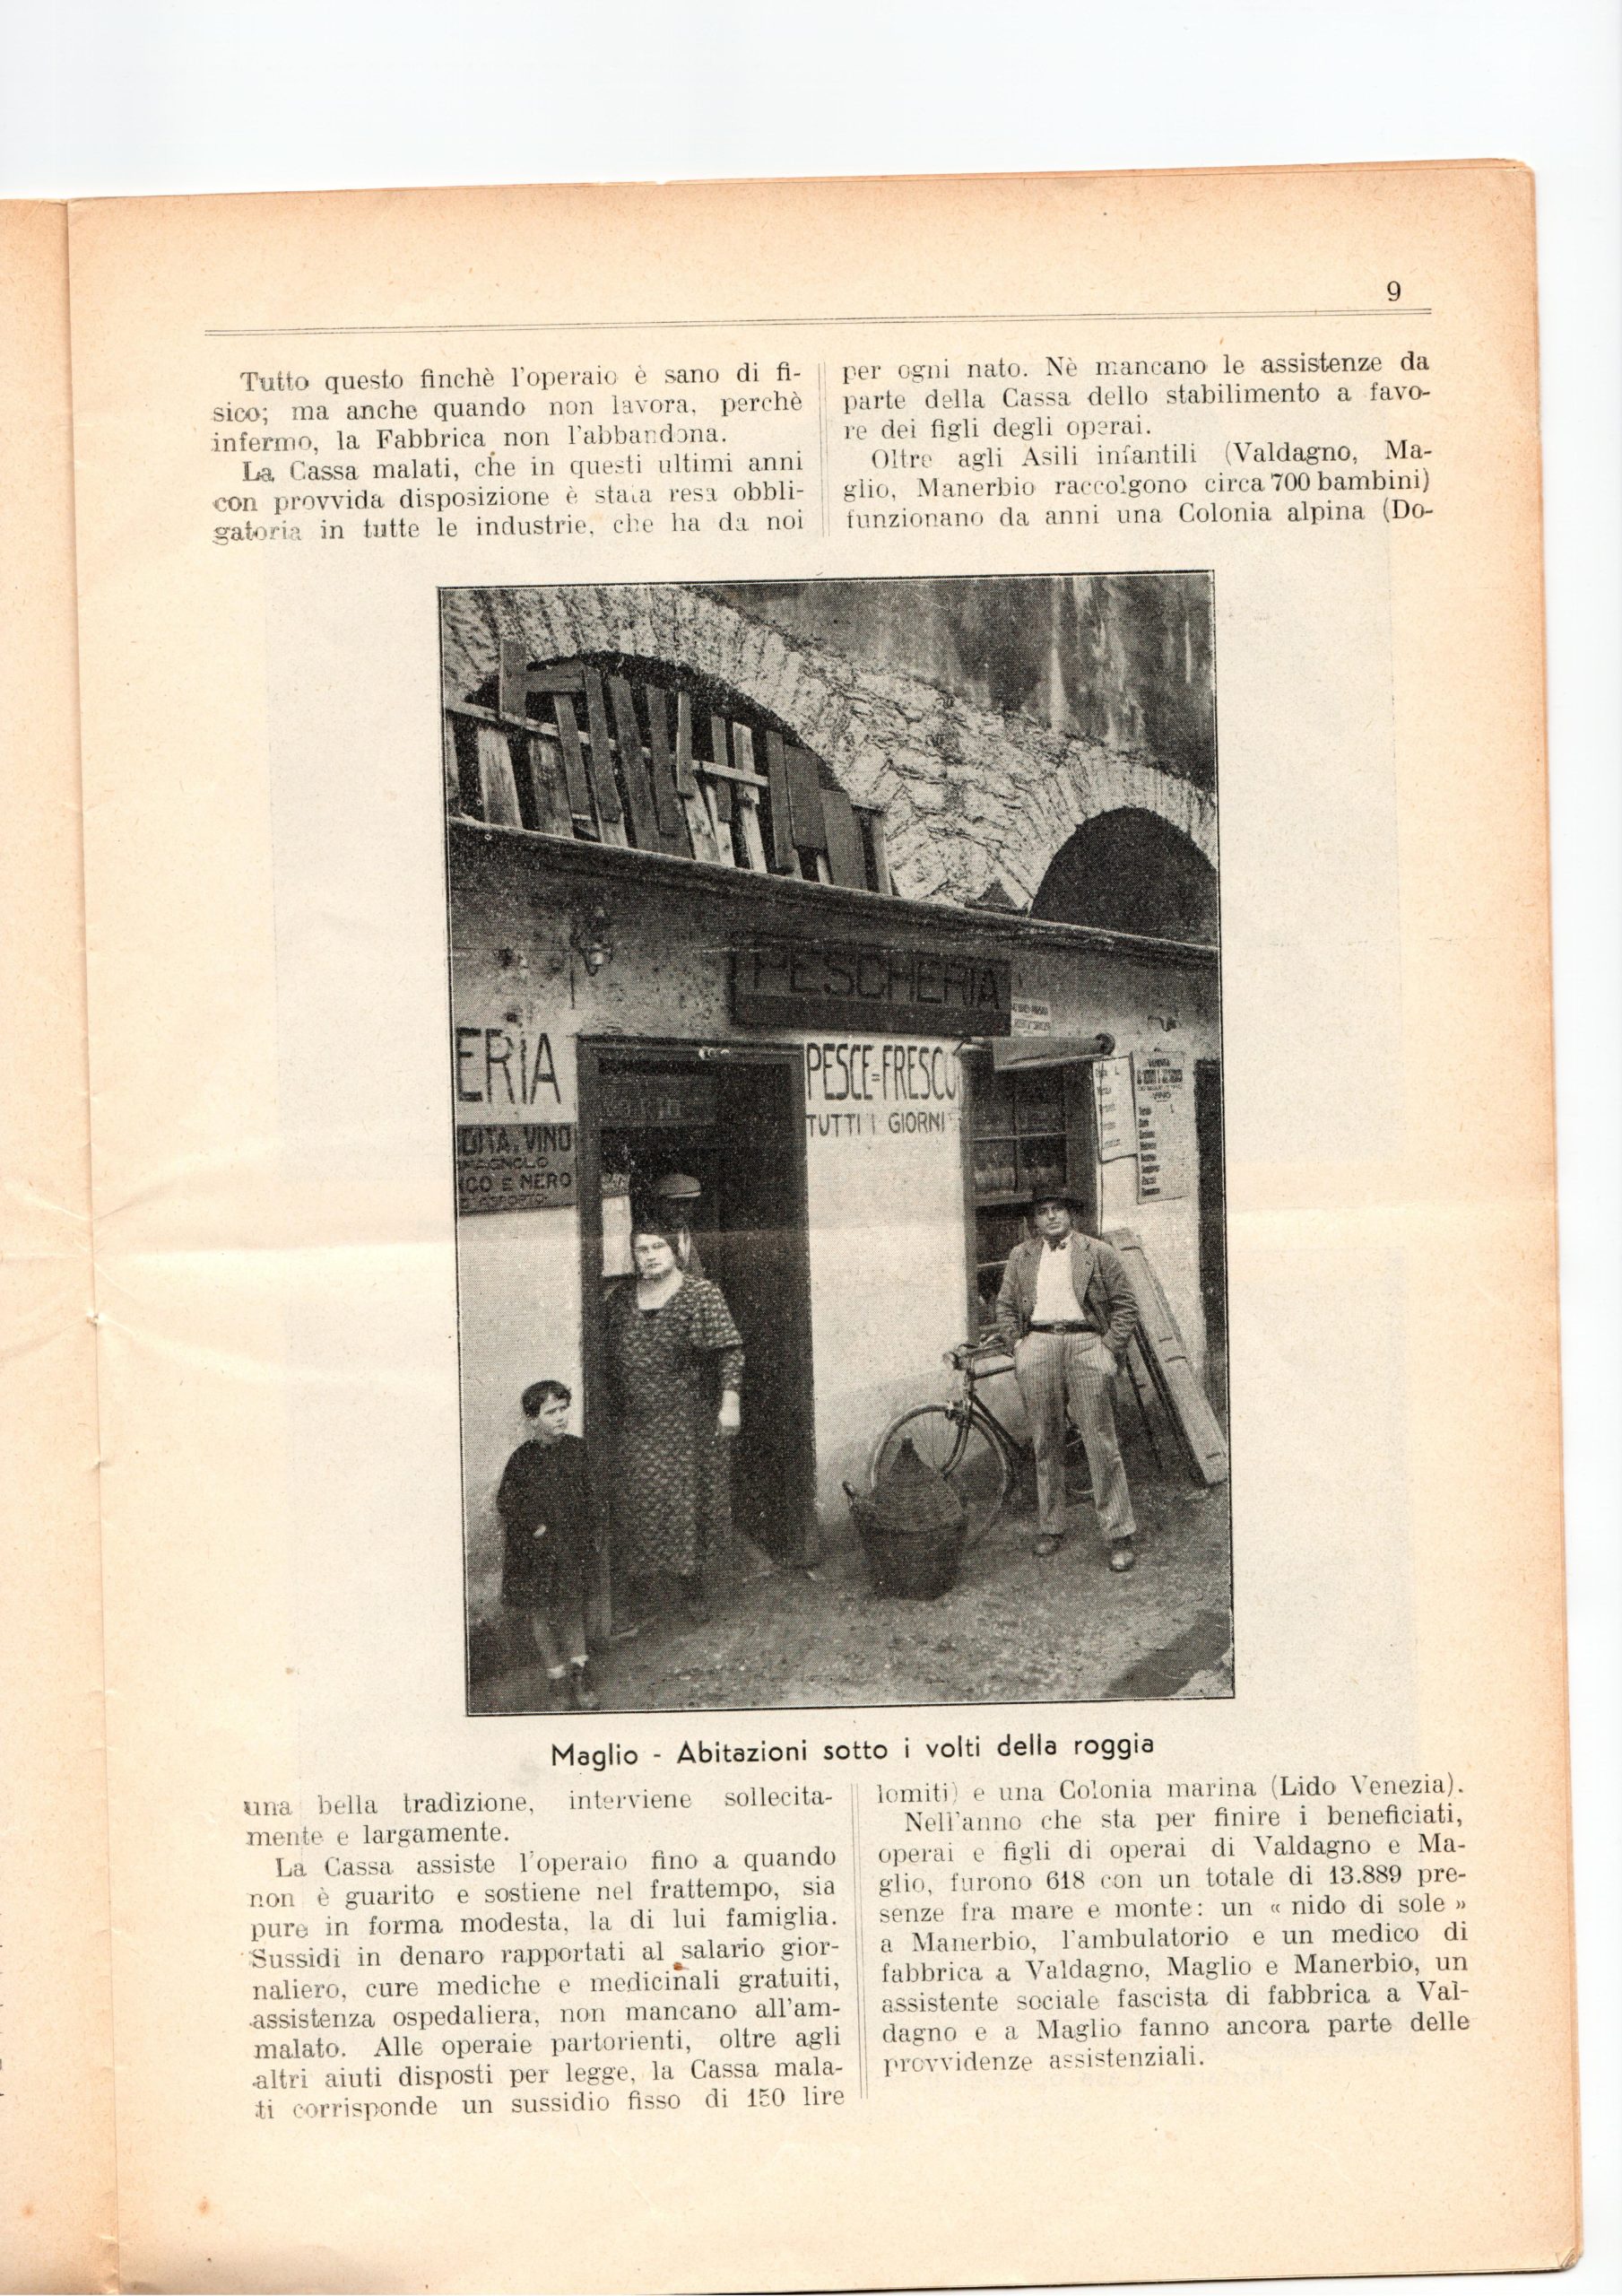 9
Tutto questo finchè l'operaio è sano di fi-
sico; ma anche quando non lavora, perchè
infermo, la Fabbrica non l'abbandona.
La Cassa malati, che in questi ultimi anni
con provvida disposizione è stata resa obbli-
gatoria in tutte le industrie, che ha da noi
per ogni nato. Nè mancano le assistenze da
parte della Cassa dello stabilimento a favo-
re dei figli degli operai.
Oltre agli Asili infantili (Valdagno, Ma-
glio, Manerbio raccolgono circa 700 bambini)
funzionano da anni una Colonia alpina (Do-
PESCHERIA
ERIA
PESCE=FRESCO
TUTTI I GIORNI
DITA VINO
CO E NERO
Maglio - Abitazioni sotto i volti della roggia
una bella tradizione, interviene sollecita-
mente e largamente.
La Cassa assiste l'operaio fino a quando
non è guarito e sostiene nel frattempo, sia
pure in forma modesta, la di lui famiglia.
Sussidi in denaro rapportati al salario gior-
naliero, cure mediche e medicinali gratuiti,
assistenza ospedaliera, non mancano all'am-
malato. Alle operaie partorienti, oltre agli
altri aiuti disposti per legge, la Cassa mala-
ti corrisponde un sussidio fisso di 150 lire
lomiti) e una Colonia marina (Lido Venezia).
Nell'anno che sta per finire i beneficiati,
operai e figli di operai di Valdagno e Ma-
glio, furono 618 con un totale di 13.889 pre-
senze fra mare e monte: un « nido di sole »
a Manerbio, l'ambulatorio e un medico di
fabbrica a Valdagno, Maglio e Manerbio, un
assistente sociale fascista di fabbrica a Val-
dagno e a Maglio fanno ancora parte delle
provvidenze assistenziali.